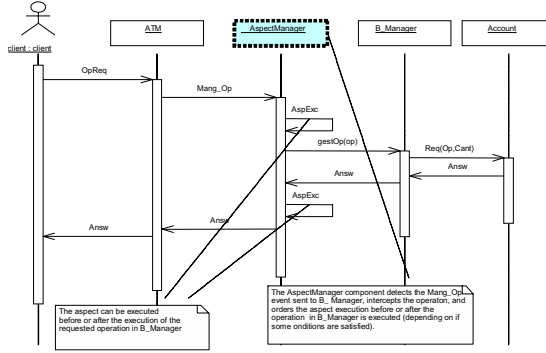 ATM
AspectManager
B_Manager
Account
client : client
OpReq
Mang_Op
AspExc
gestOp(op)
Req(Op,Cant)
Answ
Answ
AspExc
Answ
Answ
The aspect can be executed
before or after the execution of the
requested operation in B_Manager
The AspectManager component detects the Mang_Op
event sent to B_ Manager, intercepts the operaton, and
orders the aspect execution before or after the
operation in B_Manager is executed (depending on if
some onditions are satisfied).